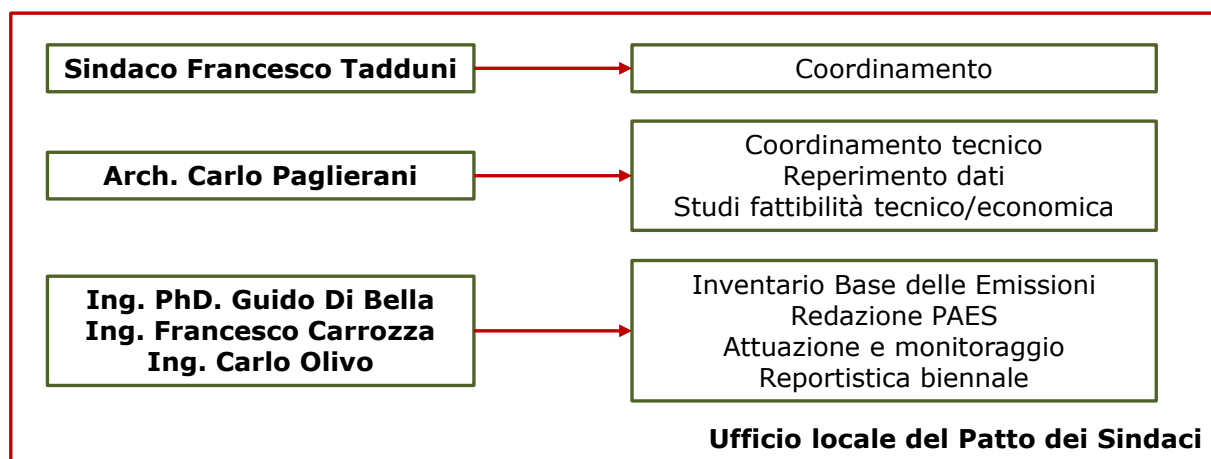 Sindaco Francesco Tadduni
Coordinamento
Arch. Carlo Paglierani
Coordinamento tecnico
Reperimento dati
Studi fattibilità tecnico/economica
Ing. PhD. Guido Di Bella
Ing. Francesco Carrozza
Ing. Carlo Olivo
Inventario Base delle Emissioni
Redazione PAES
Attuazione e monitoraggio
Reportistica biennale
Ufficio locale del Patto dei Sindaci